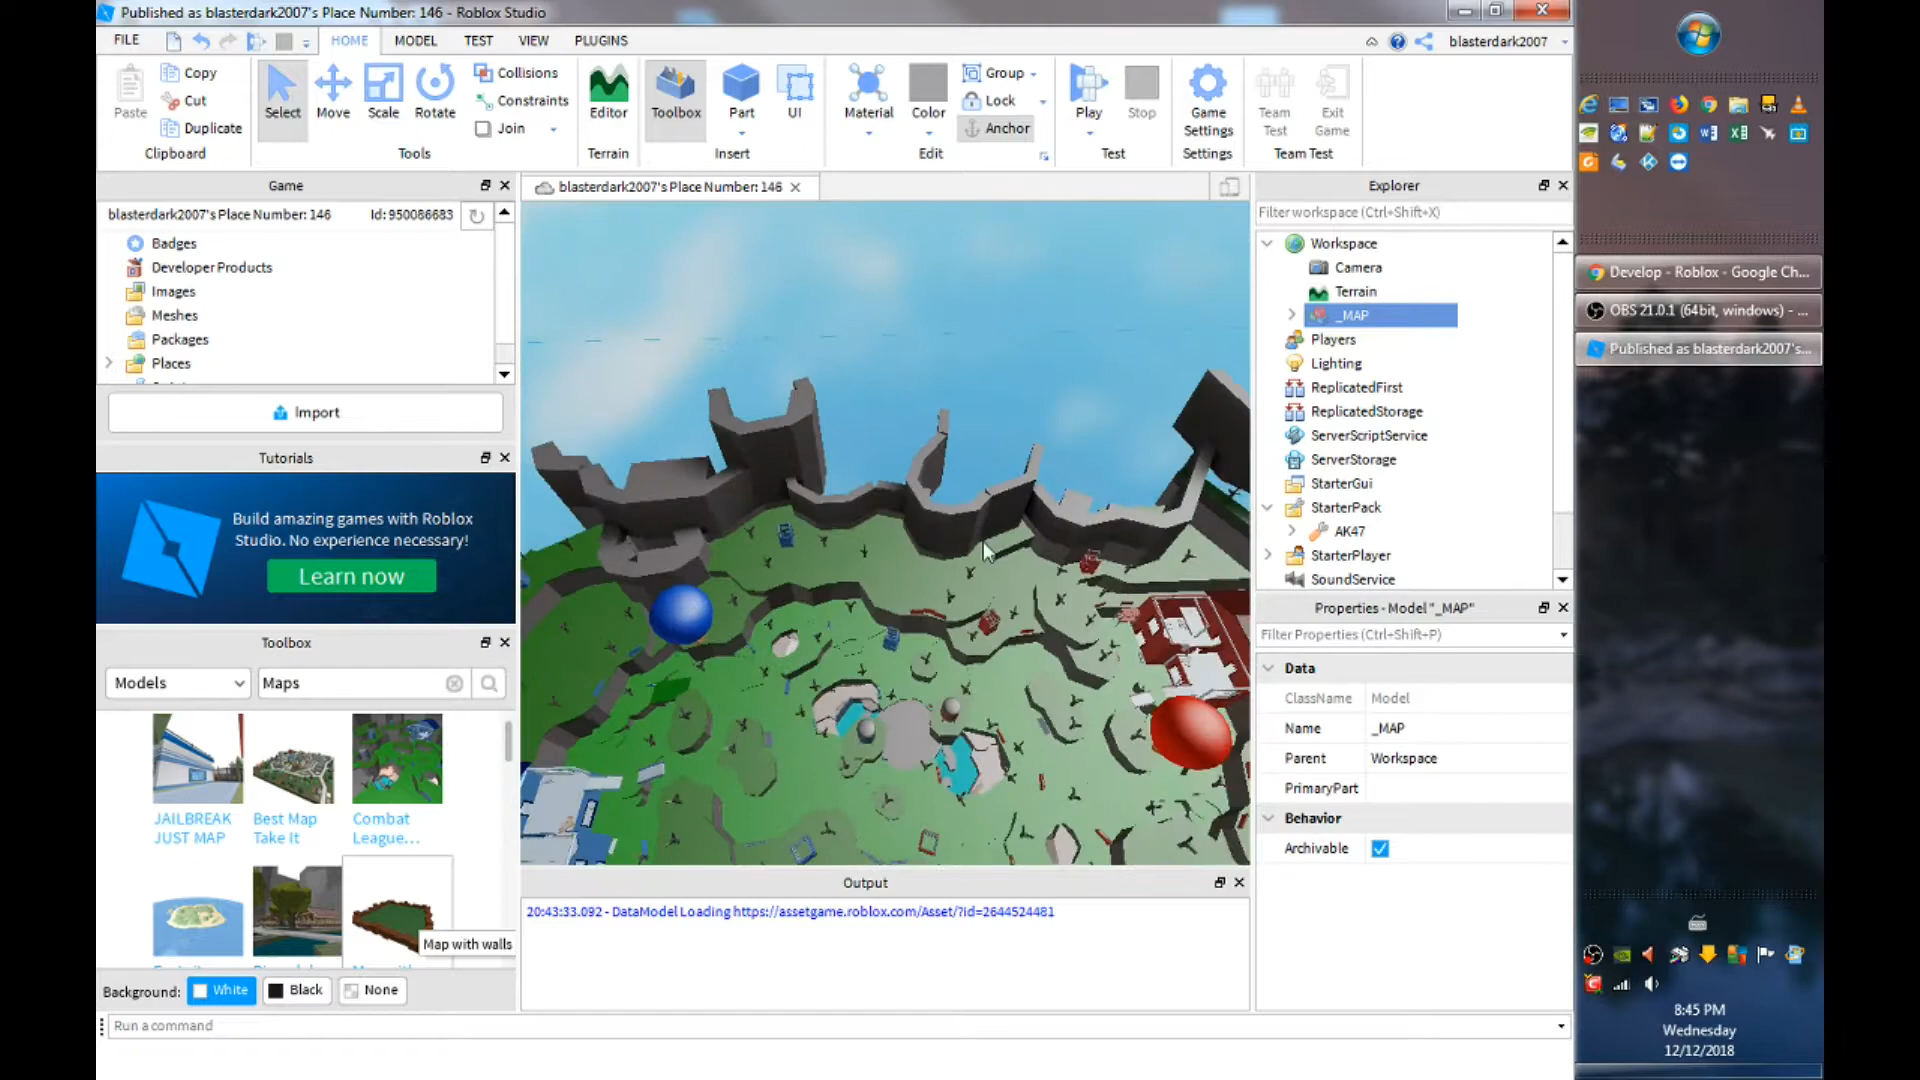 Published as blasterdark2007's Place Number: 146 - Roblox Studio
FILE
HOME
MODEL
TEST
VIEW
PLUGINS
blasterdark2007
Paste
Copy
Cut
Duplicate
Clipboard
Select
Move
Scale
Rotate
Collisions
Constraints
Join
Tools
Editor
Terrain
Toolbox
Part
UI
Insert
Material
Color
Group
Lock
Anchor
Edit
Play
Stop
Test
Game
Settings
Settings
Team
Test
Exit
Game
Team Test
Game
blasterdark2007's Place Number: 146
Id: 950086683
Badges
Developer Products
Images
Meshes
Packages
Places
Import
Tutorials
Build amazing games with Roblox
Studio. No experience necessary!
Learn now
Toolbox
Models
Maps
JAILBREAK
JUST MAP
Best Map
Take It
Combat
League...
Map with walls
Background:
White
Black
None
Run a command
blasterdark2007's Place Number: 146
Output
20:43:33.092 - DataModel Loading https://assetgame.roblox.com/Asset/?id=2644524481
Explorer
Filter workspace (Ctrl+Shift+X)
Workspace
Camera
Terrain
_MAP
Players
Lighting
ReplicatedFirst
ReplicatedStorage
ServerScriptService
ServerStorage
StarterGui
StarterPack
AK47
StarterPlayer
SoundService
Properties - Model "_MAP"
Filter Properties (Ctrl+Shift+P)
Data
ClassName
Model
Name
_MAP
Parent
Workspace
PrimaryPart
Behavior
Archivable
Develop - Roblox - Google Ch...
OBS 21.0.1 (64bit, windows) - ...
Published as blasterdark2007's...
8:45 PM
Wednesday
12/12/2018